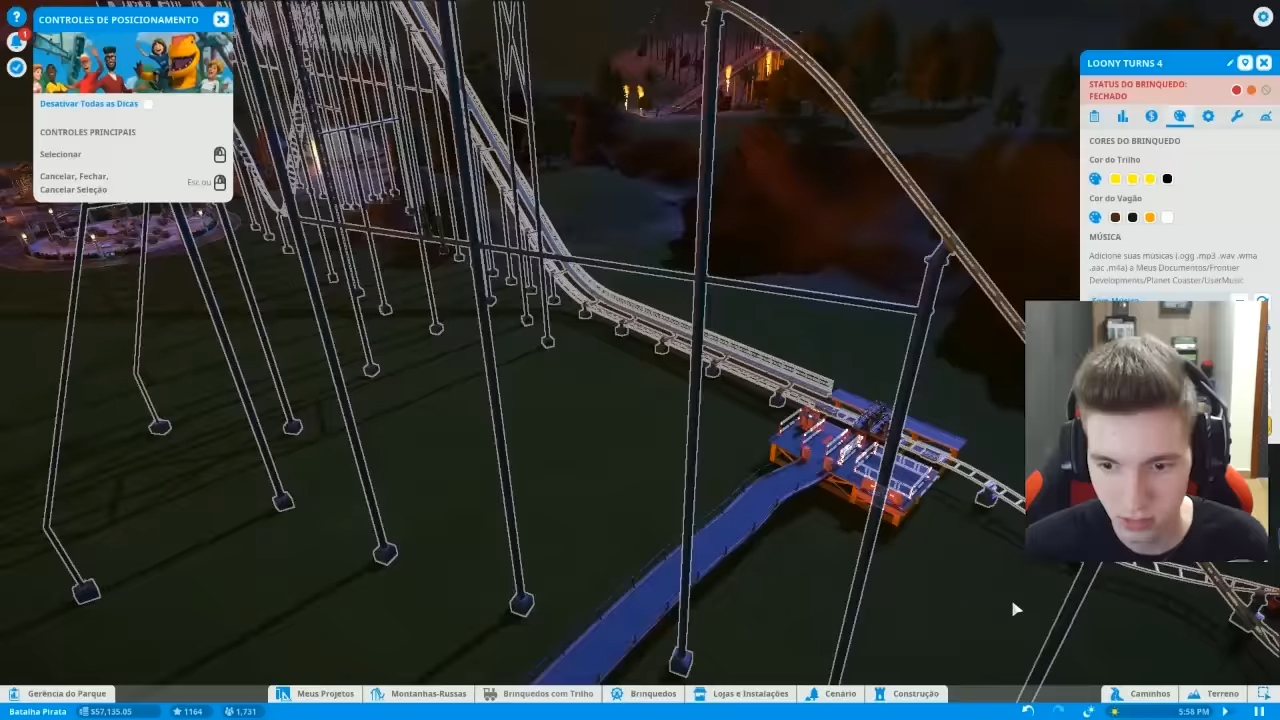 CONTROLES DE POSICIONAMENTO
Desativar Todas as Dicas
CONTROLES PRINCIPAIS
Selecionar
Cancelar, Fechar,
Cancelar Seleção
Esc ou
1
LOONY TURNS 4
STATUS DO BRINQUEDO:
FECHADO
CORES DO BRINQUEDO
Cor do Trilho
Cor do Vagão
MÚSICA
Adicione suas músicas (.ogg .mp3 .wav .wma
.aac .m4a) a Meus Documentos/Frontier
Developments/Planet Coaster/UserMusic
Gerência do Parque
Meus Projetos
Montanhas-Russas
Brinquedos com Trilho
Brinquedos
Lojas e Instalações
Cenário
Construção
Caminhos
Terreno
Batalha Pirata
$57,135.05
1164
1,731
5:58 PM